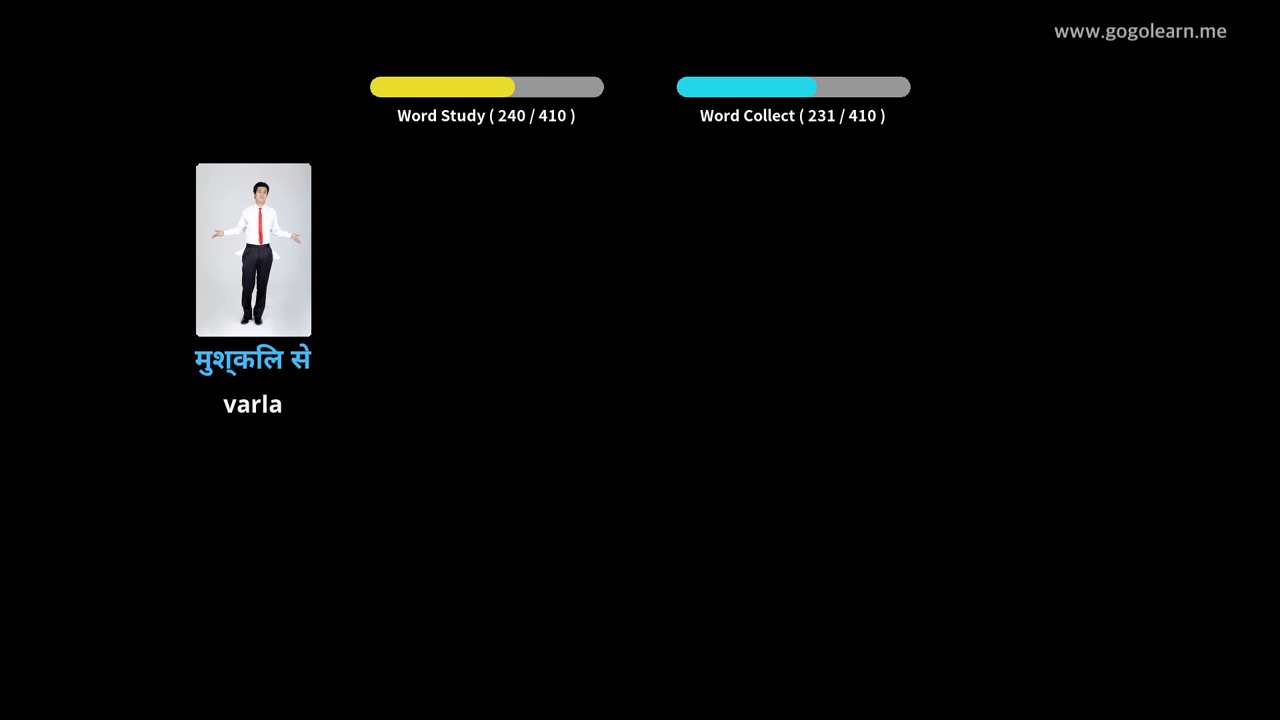 www.gogolearn.me
Word Study ( 240 / 410 )
Word Collect ( 231 / 410 )
मुश्कलि से
varla